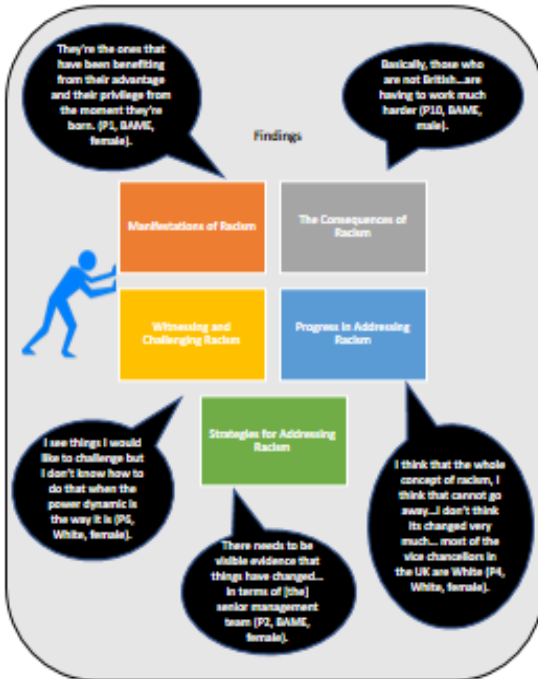 They're the ones that
have been benefiting
from their advantage
and their privilege from
the moment they're
born. (P1, BAME,
female).
Basically, those who
are not British...are
having to work much
harder (P10, BAME,
male).
Findings
Manifestations of Racism
The Consequences of
Racism
Witnessing and
Challenging Racism
Progress in Addressing
Racism
Strategies for Addressing
Racism
I see things I would
like to challenge but
I don't know how to
do that when the
power dynamic is
the way it is (P6,
White, female).
There needs to be
visible evidence that
things have changed...
in terms of [the]
senior management
team (P2, BAME,
female).
I think that the whole
concept of racism, I
think that cannot go
away...I don't think
its changed very
much... most of the
vice chancellors in
the UK are White (P4,
White, female).